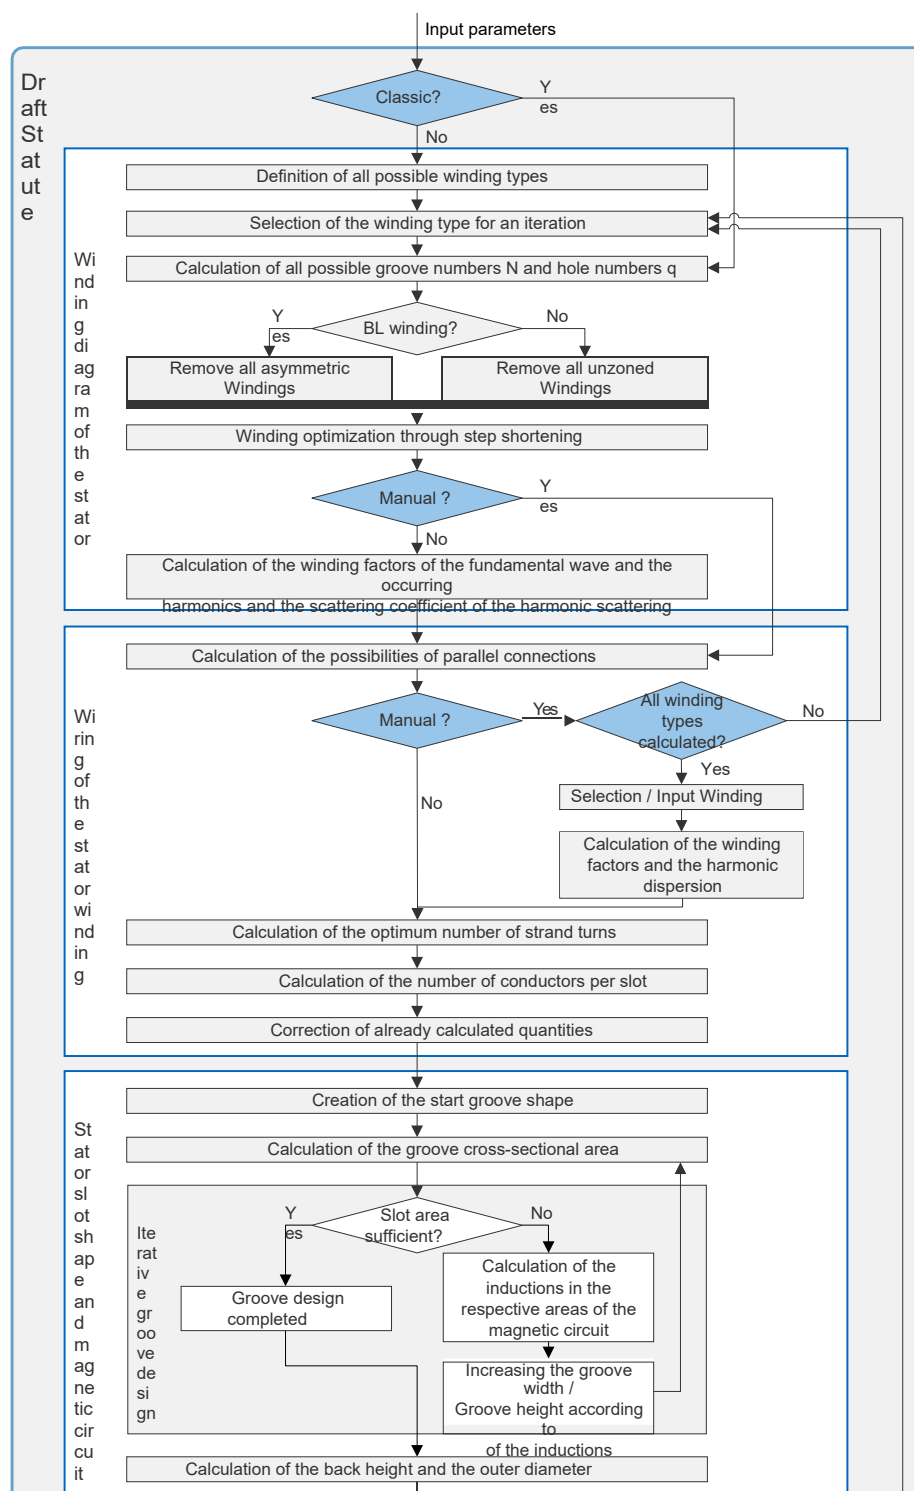 Input parameters
Dr
aft
St
at
ut
e
Classic?
Y
es
No
Definition of all possible winding types
Selection of the winding type for an iteration
Calculation of all possible groove numbers N and hole numbers q
Wi
nd
in
g
di
ag
ra
m
of
th
e
st
at
or
BL winding?
Y
es
No
Remove all asymmetric
Windings
Remove all unzoned
Windings
Winding optimization through step shortening
Manual ?
Y
es
No
Calculation of the winding factors of the fundamental wave and the
occurring
harmonics and the scattering coefficient of the harmonic scattering
Calculation of the possibilities of parallel connections
Wi
rin
g
of
th
e
st
at
or
wi
nd
in
g
Manual ?
Yes
All winding
types
calculated?
No
Yes
Selection / Input Winding
No
Calculation of the winding
factors and the harmonic
dispersion
Calculation of the optimum number of strand turns
Calculation of the number of conductors per slot
Correction of already calculated quantities
Creation of the start groove shape
Calculation of the groove cross-sectional area
St
at
or
sl
ot
sh
ap
e
an
d
m
ag
ne
tic
cir
cu
it
Ite
rat
iv
e
gr
oo
ve
de
si
gn
Slot area
sufficient?
Y
es
No
Groove design
completed
Calculation of the
inductions in the
respective areas of the
magnetic circuit
Increasing the groove
width /
Groove height according
to
of the inductions
Calculation of the back height and the outer diameter